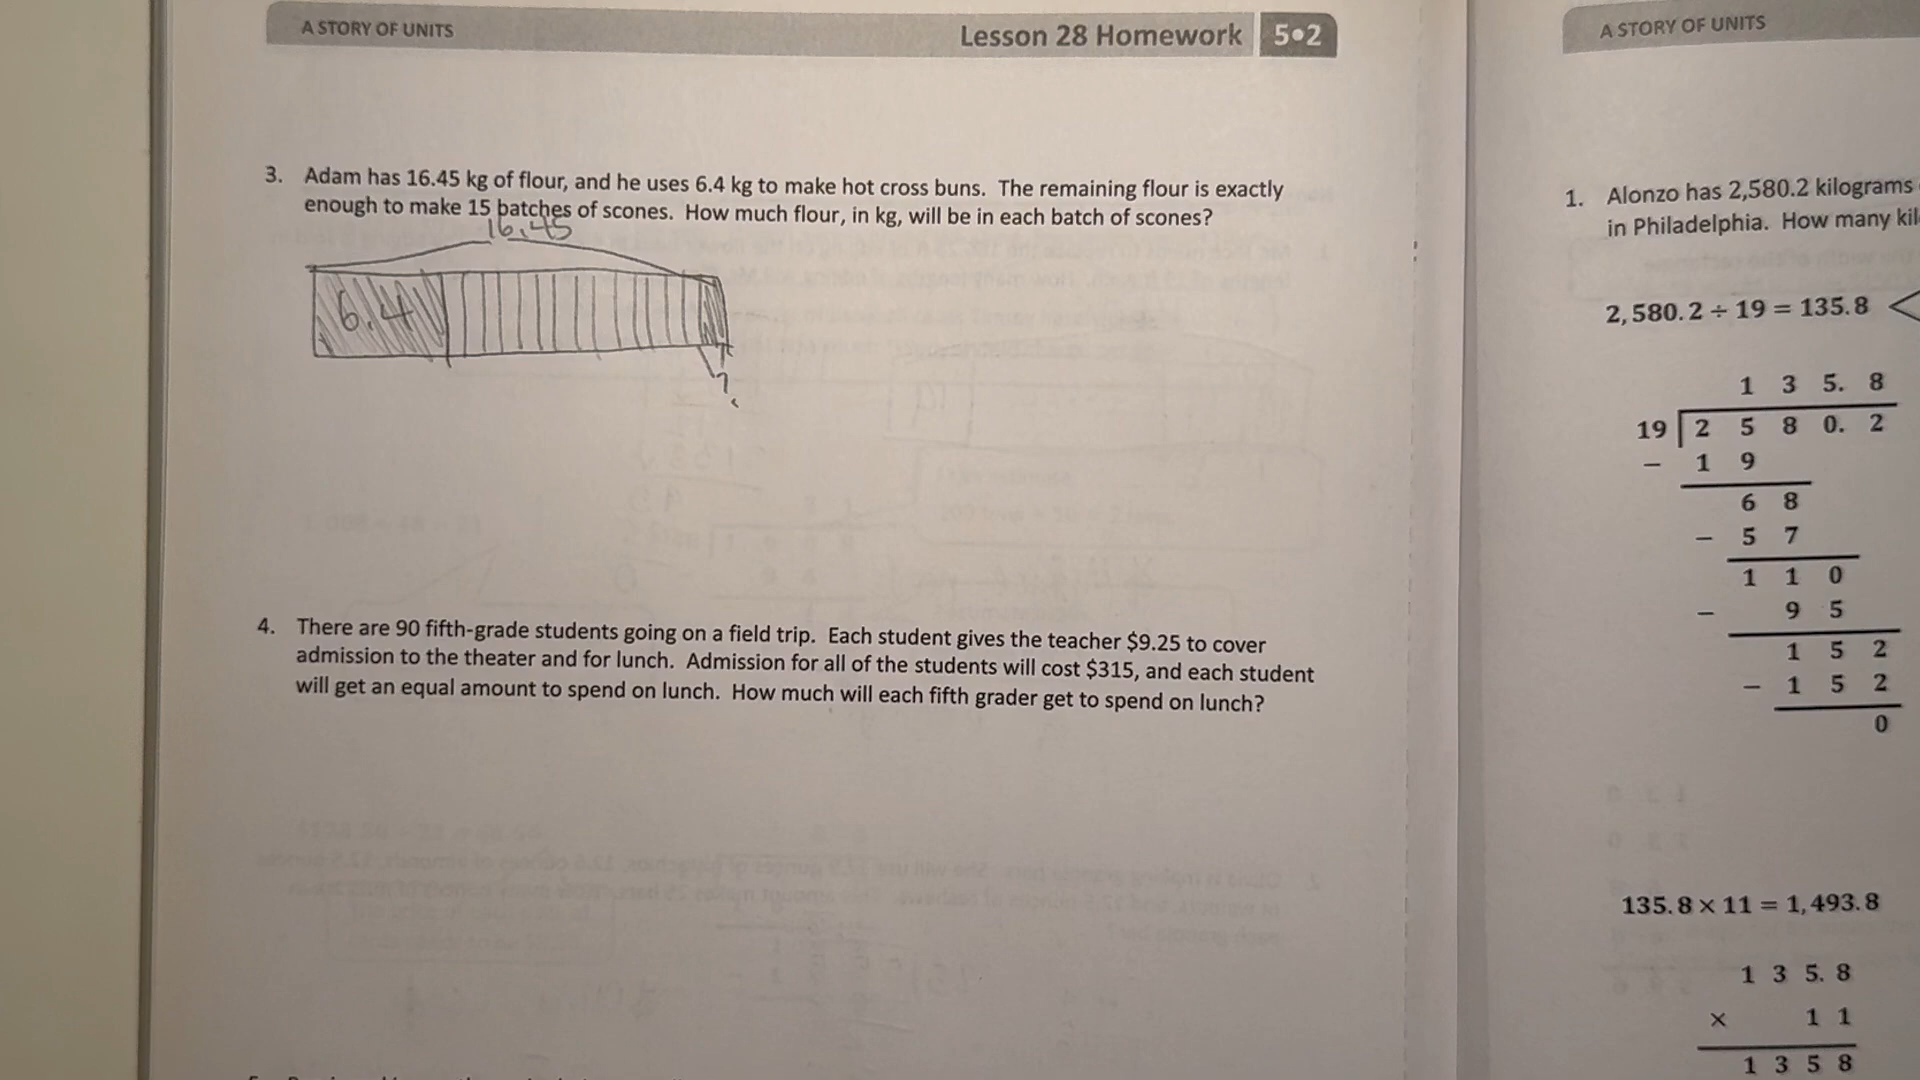 A STORY OF UNITS
Lesson 28 Homework 5•2
3. Adam has 16.45 kg of flour, and he uses 6.4 kg to make hot cross buns. The remaining flour is exactly
enough to make 15 batches of scones. How much flour, in kg, will be in each batch of scones?
16.45
6.4
?
4. There are 90 fifth-grade students going on a field trip. Each student gives the teacher $9.25 to cover
admission to the theater and for lunch. Admission for all of the students will cost $315, and each student
will get an equal amount to spend on lunch. How much will each fifth grader get to spend on lunch?
A STORY OF UNITS
1. Alonzo has 2,580.2 kilograms
in Philadelphia. How many
2,580.2 ÷ 19 = 135.8
1 3 5. 8
19 2 5 8 0. 2
− 1 9
6 8
− 5 7
1 1 0
− 9 5
1 5 2
− 1 5 2
0
135.8 × 11 = 1,493.8
1 3 5. 8
× 1 1
1 3 5 8